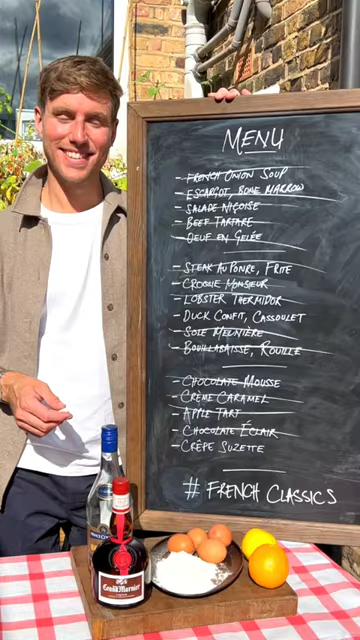 MENU
- FRENCH ONION SOUP
- ESCARGOT, BONE MARROW
- SALADE NIÇOISE
- BEEF TARTARE
- OEUF EN GELÉE
- STEAK AU POIVRE, FRITE
- CROQUE MONSIEUR
- LOBSTER THERMIDOR
- DUCK CONFIT, CASSOULET
- SOLE MEUNIÈRE
- BOUILLABAISSE, ROUILLE
- CHOCOLATE MOUSSE
- CRÈME CARAMEL
- APPLE TART
- CHOCOLATE ÉCLAIR
- CRÊPE SUZETTE
# FRENCH CLASSICS
Grand Marnier